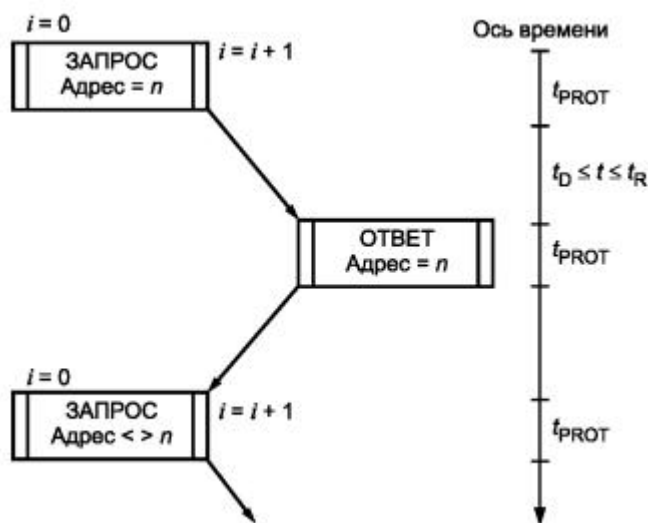 i = 0
Ось времени
ЗАПРОС
Адрес = n
i = i + 1
tPROT
tD ≤ t ≤ tR
ОТВЕТ
Адрес = n
tPROT
i = 0
ЗАПРОС
Адрес < > n
i = i + 1
tPROT